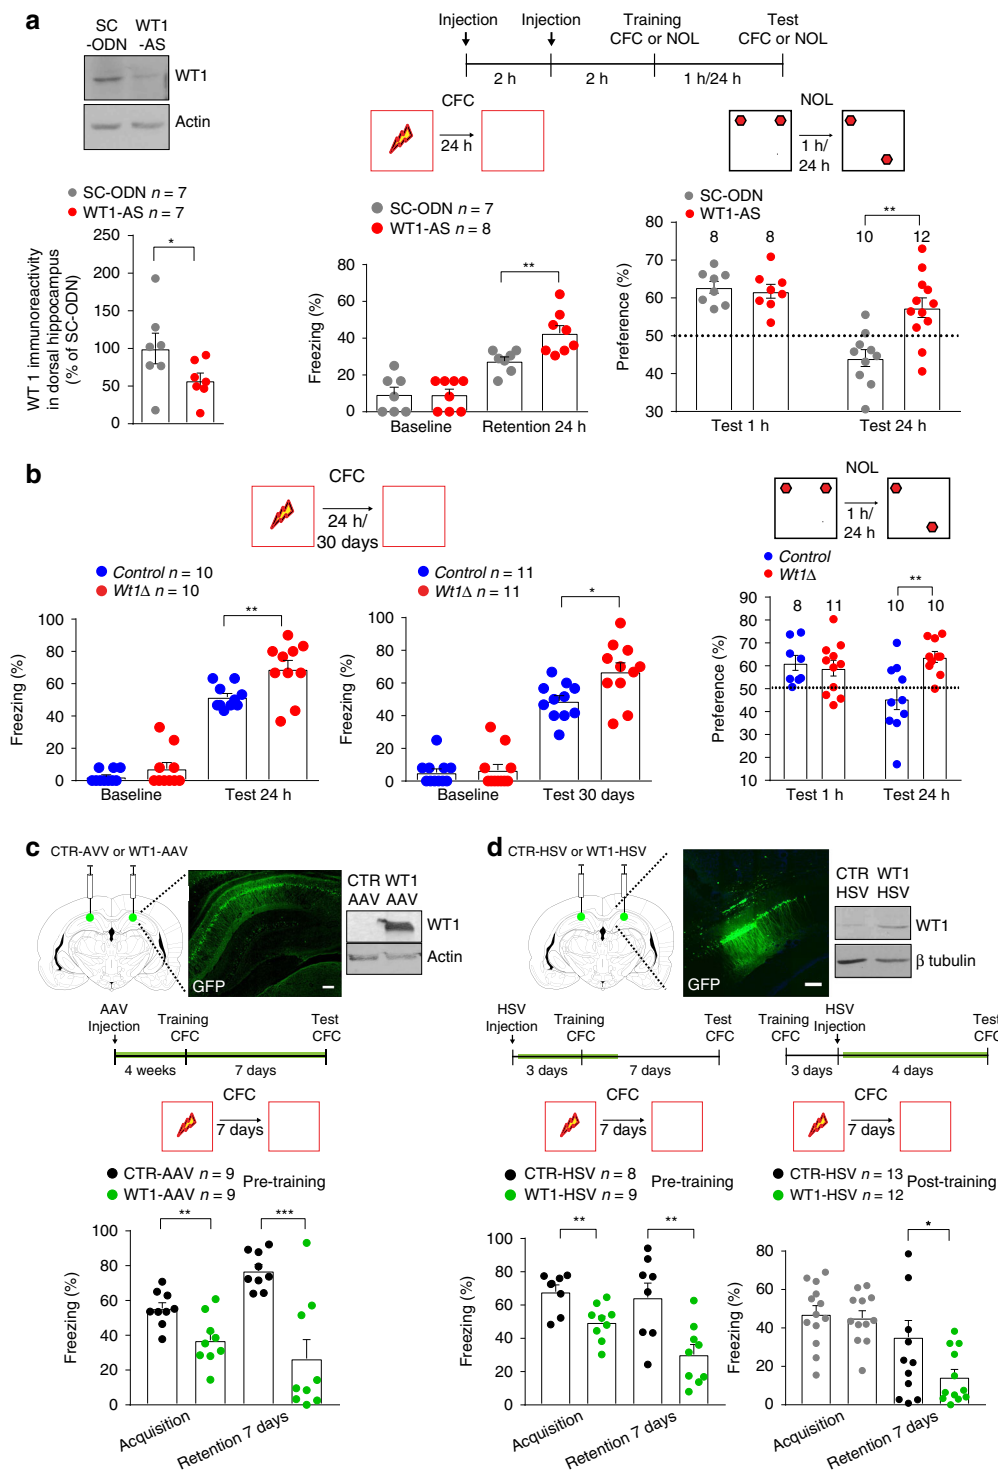 a
SC
-ODN
WT1
-AS
WT1
Actin
Injection
Injection
Training
CFC or NOL
Test
CFC or NOL
2 h
2 h
1 h/24 h
CFC
24 h
NOL
1 h/
24 h
SC-ODN n = 7
WT1-AS n = 7
WT 1 immunoreactivity
in dorsal hippocampus
(% of SC-ODN)
250
200
150
100
50
0
*
SC-ODN n = 7
WT1-AS n = 8
Freezing (%)
80
60
40
20
0
**
Baseline
Retention 24 h
SC-ODN
WT1-AS
Preference (%)
80
70
60
50
40
30
8
8
10
12
**
Test 1 h
Test 24 h
b
CFC
24 h/
30 days
NOL
1 h/
24 h
Control n = 10
Wt1Δ n = 10
Freezing (%)
100
80
60
40
20
0
**
Baseline
Test 24 h
Control n = 11
Wt1Δ n = 11
Freezing (%)
100
80
60
40
20
0
*
Baseline
Test 30 days
Control
Wt1Δ
Preference (%)
90
80
70
60
50
40
30
20
10
8
11
10
10
**
Test 1 h
Test 24 h
c
CTR-AVV or WT1-AAV
GFP
CTR
AAV
WT1
AAV
WT1
Actin
AAV
Injection
Training
CFC
Test
CFC
4 weeks
7 days
CFC
7 days
CTR-AAV n = 9
WT1-AAV n = 9
Pre-training
Freezing (%)
100
80
60
40
20
0
**
***
Acquisition
Retention 7 days
d
CTR-HSV or WT1-HSV
GFP
CTR
HSV
WT1
HSV
WT1
β tubulin
HSV
Injection
Training
CFC
Test
CFC
3 days
7 days
CFC
7 days
CTR-HSV n = 8
WT1-HSV n = 9
Pre-training
Freezing (%)
100
80
60
40
20
0
**
**
Acquisition
Retention 7 days
Training
CFC
HSV
Injection
Test
CFC
3 days
4 days
CFC
7 days
CTR-HSV n = 13
WT1-HSV n = 12
Post-training
Freezing (%)
80
60
40
20
0
*
Acquisition
Retention 7 days